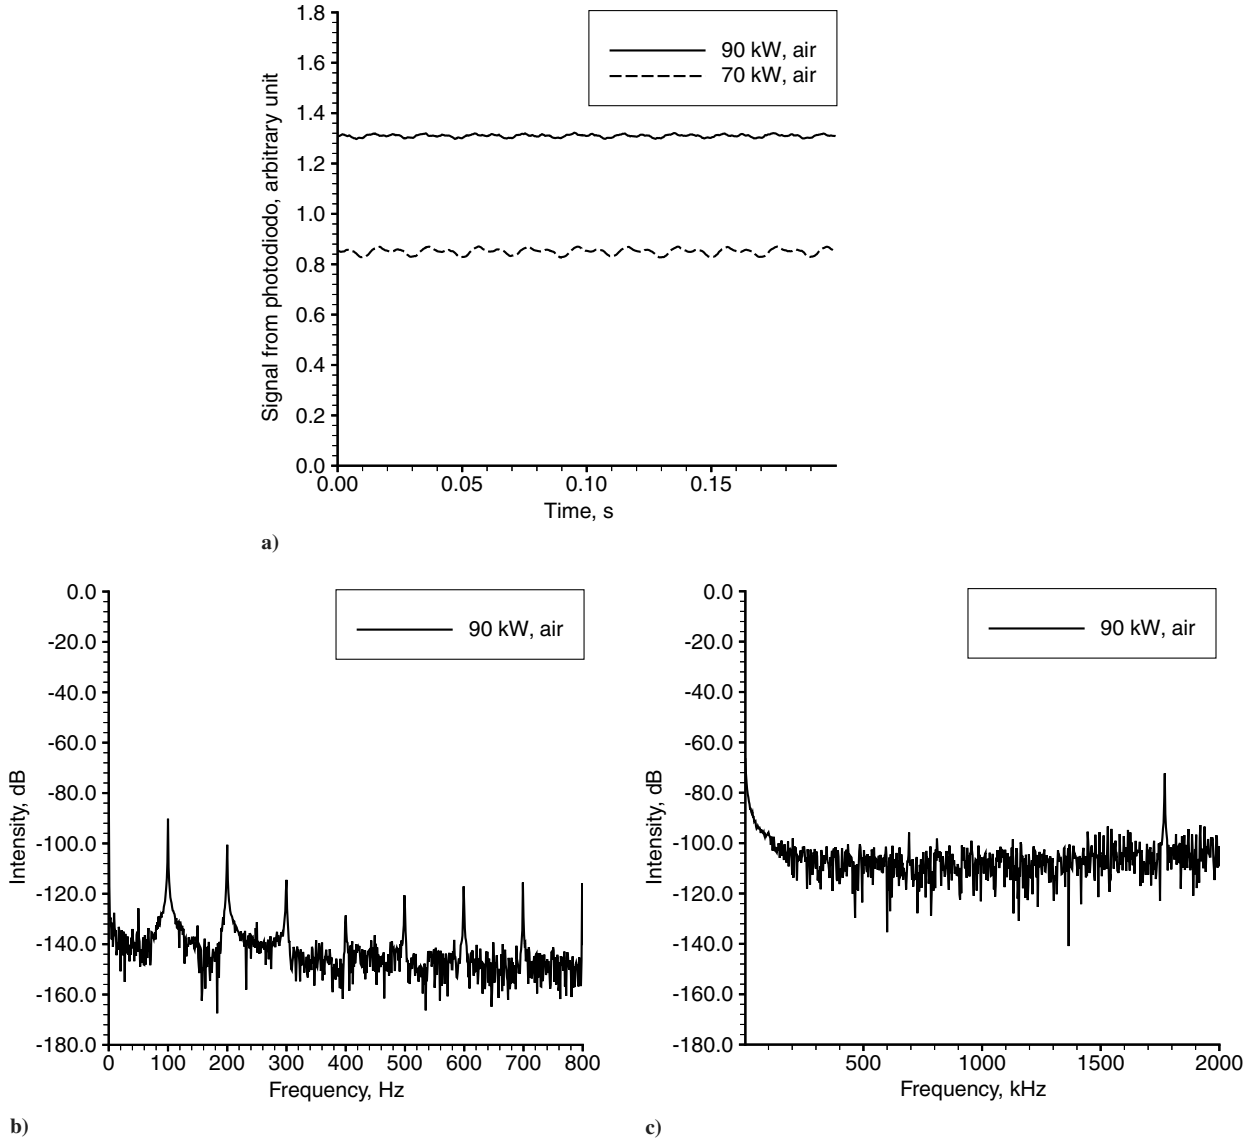 1.8
1.6
1.4
1.2
1.0
0.8
0.6
0.4
0.2
0.0
Signal from photodiodo, arbitrary unit
90 kW, air
70 kW, air
0.00 0.05 0.10 0.15
Time, s
a)
0.0
-20.0
-40.0
-60.0
-80.0
-100.0
-120.0
-140.0
-160.0
-180.0
Intensity, dB
90 kW, air
0 100 200 300 400 500 600 700 800
Frequency, Hz
b)
0.0
-20.0
-40.0
-60.0
-80.0
-100.0
-120.0
-140.0
-160.0
-180.0
Intensity, dB
90 kW, air
500 1000 1500 2000
Frequency, kHz
c)